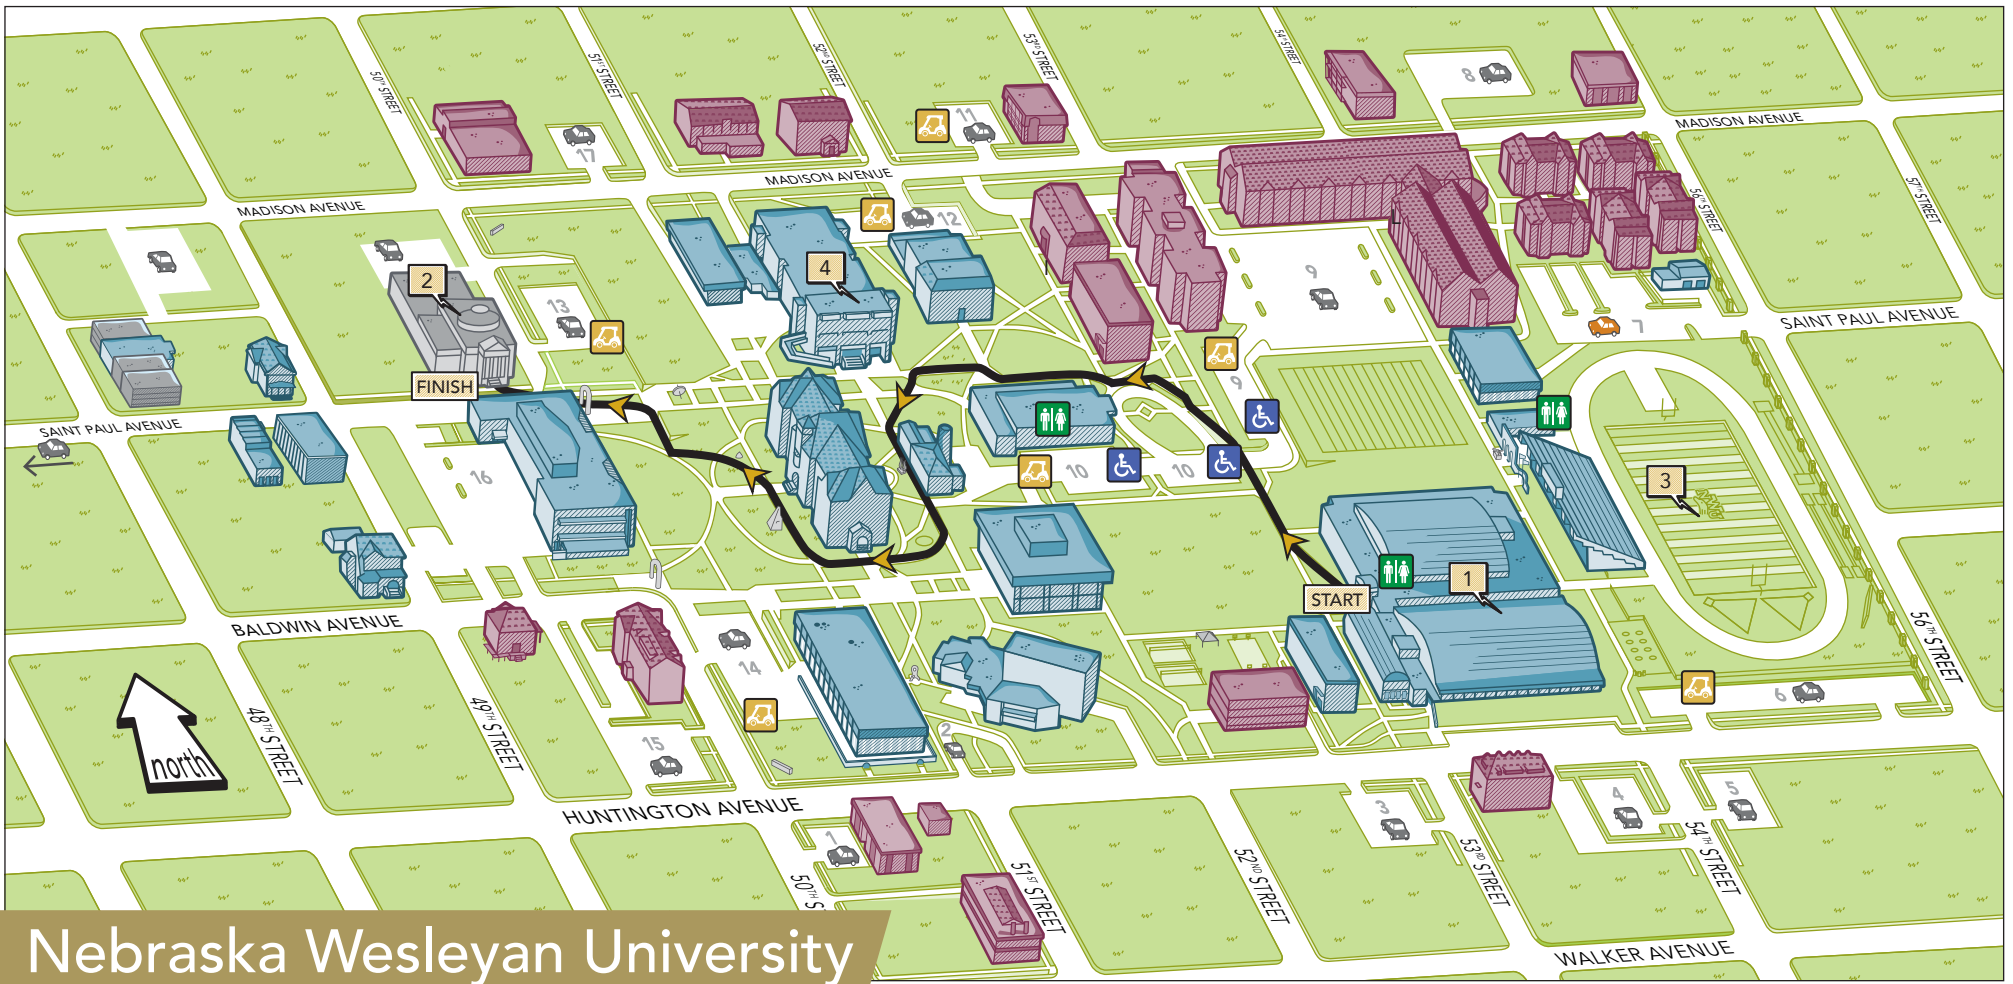 50TH STREET
51ST STREET
52ND STREET
53RD STREET
54TH STREET
8
11
17
MADISON AVENUE
MADISON AVENUE
MADISON AVENUE
56TH STREET
57TH STREET
12
4
2
9
13
7
SAINT PAUL AVENUE
FINISH
9
SAINT PAUL AVENUE
16
10
10
3
NWU
1
START
BALDWIN AVENUE
56TH STREET
14
6
north
48TH STREET
49TH STREET
15
2
HUNTINGTON AVENUE
1
3
4
5
50TH S
51ST STREET
52ND STREET
53RD STREET
54TH STREET
WALKER AVENUE
Nebraska Wesleyan University